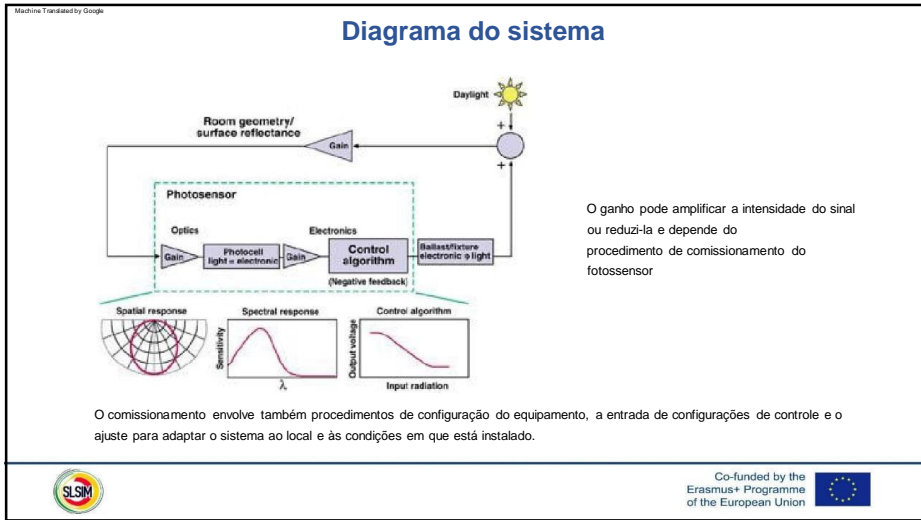 Machine Translated by Google
Diagrama do sistema
Daylight
+
+
Room geometry/
surface reflectance
Gain
Photosensor
Optics
Electronics
Gain
Photocell
light = electronic
Gain
Control
algorithm
(Negative feedback)
Ballast/fixture
electronic φ light
O ganho pode amplificar a intensidade do sinal
ou reduzi-la e depende do
procedimento de comissionamento do
fotossensor
Spatial response
Spectral response
Sensitivity
λ
Control algorithm
Output voltage
Input radiation
O comissionamento envolve também procedimentos de configuração do equipamento, a entrada de configurações de controle e o
ajuste para adaptar o sistema ao local e às condições em que está instalado.
SLSIM
Co-funded by the
Erasmus+ Programme
of the European Union